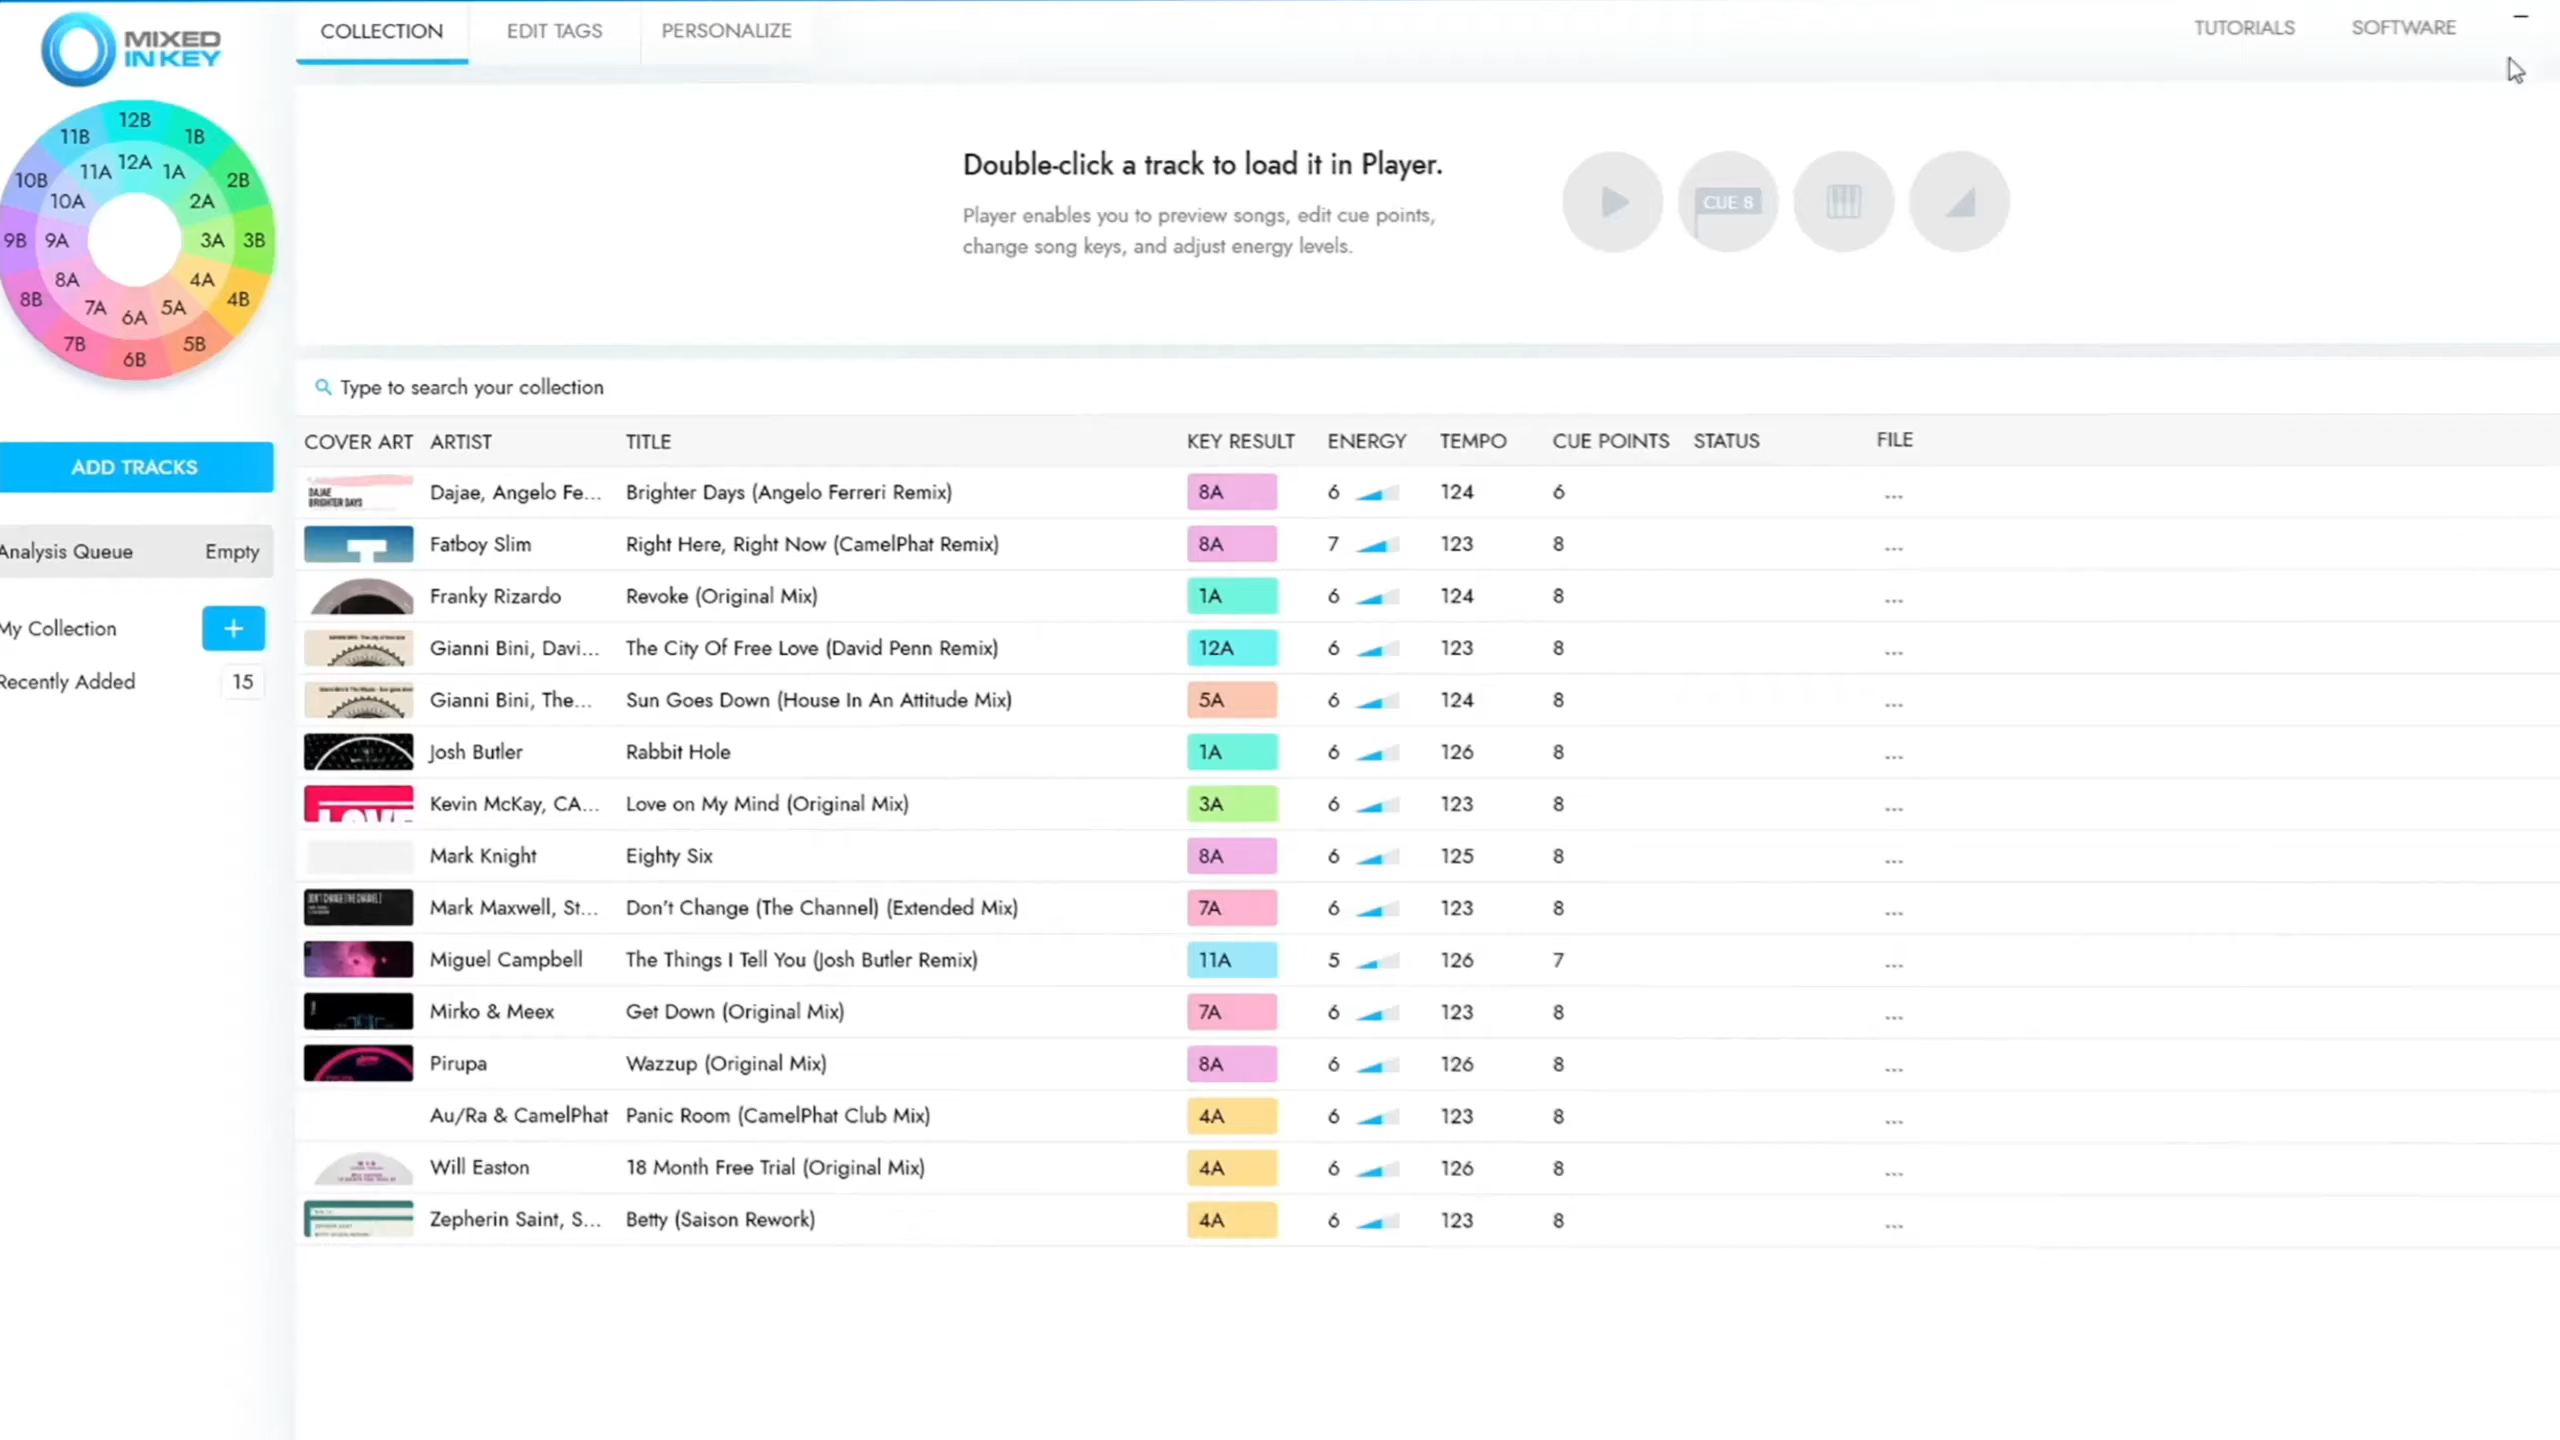 MIXED
IN KEY
COLLECTION EDIT TAGS PERSONALIZE TUTORIALS SOFTWARE
12B
11B 1B
12A
11A 1A
10B 2B
10A 2A
9B 9A 3A 3B
8A 4A
8B 4B
7A 5A
6A
7B 5B
6B
Double-click a track to load it in Player.
Player enables you to preview songs, edit cue points,
change song keys, and adjust energy levels.
CUE 8
Type to search your collection
ADD TRACKS
Analysis Queue Empty
My Collection +
Recently Added 15
COVER ART ARTIST TITLE KEY RESULT ENERGY TEMPO CUE POINTS STATUS FILE
DAJAE
BRIGHTER DAYS
Dajae, Angelo Fe... Brighter Days (Angelo Ferreri Remix) 8A 6 124 6 ...
Fatboy Slim Right Here, Right Now (CamelPhat Remix) 8A 7 123 8 ...
Franky Rizardo Revoke (Original Mix) 1A 6 124 8 ...
Gianni Bini, Davi... The City Of Free Love (David Penn Remix) 12A 6 123 8 ...
Gianni Bini, The... Sun Goes Down (House In An Attitude Mix) 5A 6 124 8 ...
Josh Butler Rabbit Hole 1A 6 126 8 ...
LOVE
Kevin McKay, CA... Love on My Mind (Original Mix) 3A 6 123 8 ...
Mark Knight Eighty Six 8A 6 125 8 ...
DON'T CHANGE (THE CHANNEL)
Mark Maxwell, St... Don't Change (The Channel) (Extended Mix) 7A 6 123 8 ...
Miguel Campbell The Things I Tell You (Josh Butler Remix) 11A 5 126 7 ...
Mirko & Meex Get Down (Original Mix) 7A 6 123 8 ...
Pirupa Wazzup (Original Mix) 8A 6 126 8 ...
Au/Ra & CamelPhat Panic Room (CamelPhat Club Mix) 4A 6 123 8 ...
Will Easton 18 Month Free Trial (Original Mix) 4A 6 126 8 ...
Zepherin Saint, S... Betty (Saison Rework) 4A 6 123 8 ...